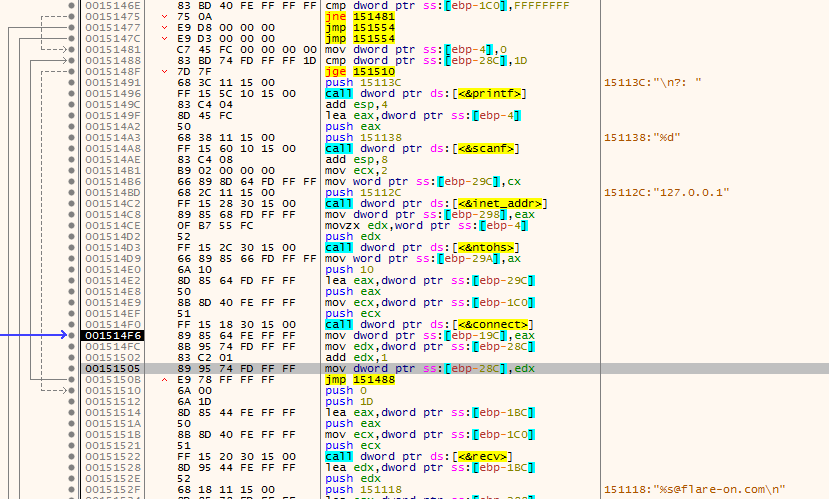 0015146E 83 BD 40 FE FF FF FF cmp dword ptr ss:[ebp-1C0],FFFFFFFF
00151475 75 0A jne 151481
00151477 E9 D8 00 00 00 jmp 151554
0015147C E9 D3 00 00 00 jmp 151554
00151481 C7 45 FC 00 00 00 00 mov dword ptr ss:[ebp-4],0
00151488 83 BD 74 FD FF FF 1D cmp dword ptr ss:[ebp-28C],1D
0015148F 7D 7F jge 151510
00151491 68 3C 11 15 00 push 15113C 15113C:"\n?: "
00151496 FF 15 5C 10 15 00 call dword ptr ds:[<&printf>]
0015149C 83 C4 04 add esp,4
0015149F 8D 45 FC lea eax,dword ptr ss:[ebp-4]
001514A2 50 push eax
001514A3 68 38 11 15 00 push 151138 151138:"%d"
001514A8 FF 15 60 10 15 00 call dword ptr ds:[<&scanf>]
001514AE 83 C4 08 add esp,8
001514B1 B9 02 00 00 00 mov ecx,2
001514B6 66 89 8D 64 FD FF FF mov word ptr ss:[ebp-29C],cx
001514BD 68 2C 11 15 00 push 15112C 15112C:"127.0.0.1"
001514C2 FF 15 28 30 15 00 call dword ptr ds:[<&inet_addr>]
001514C8 89 85 68 FD FF FF mov dword ptr ss:[ebp-298],eax
001514CE 0F B7 55 FC movzx edx,word ptr ss:[ebp-4]
001514D2 52 push edx
001514D3 FF 15 2C 30 15 00 call dword ptr ds:[<&ntohs>]
001514D9 66 89 85 66 FD FF FF mov word ptr ss:[ebp-29A],ax
001514E0 6A 10 push 10
001514E2 8D 85 64 FD FF FF lea eax,dword ptr ss:[ebp-29C]
001514E8 50 push eax
001514E9 8B 8D 40 FE FF FF mov ecx,dword ptr ss:[ebp-1C0]
001514EF 51 push ecx
001514F0 FF 15 18 30 15 00 call dword ptr ds:[<&connect>]
001514F6 89 85 64 FE FF FF mov dword ptr ss:[ebp-19C],eax
001514FC 8B 95 74 FD FF FF mov edx,dword ptr ss:[ebp-28C]
00151502 83 C2 01 add edx,1
00151505 89 95 74 FD FF FF mov dword ptr ss:[ebp-28C],edx
0015150B E9 78 FF FF FF jmp 151488
00151510 6A 00 push 0
00151512 6A 1D push 1D
00151514 8D 85 44 FE FF FF lea eax,dword ptr ss:[ebp-1BC]
0015151A 50 push eax
0015151B 8B 8D 40 FE FF FF mov ecx,dword ptr ss:[ebp-1C0]
00151521 51 push ecx
00151522 FF 15 20 30 15 00 call dword ptr ds:[<&recv>]
00151528 8D 95 44 FE FF FF lea edx,dword ptr ss:[ebp-1BC]
0015152E 52 push edx
0015152F 68 18 11 15 00 push 151118 151118:"%s@flare-on.com\n"